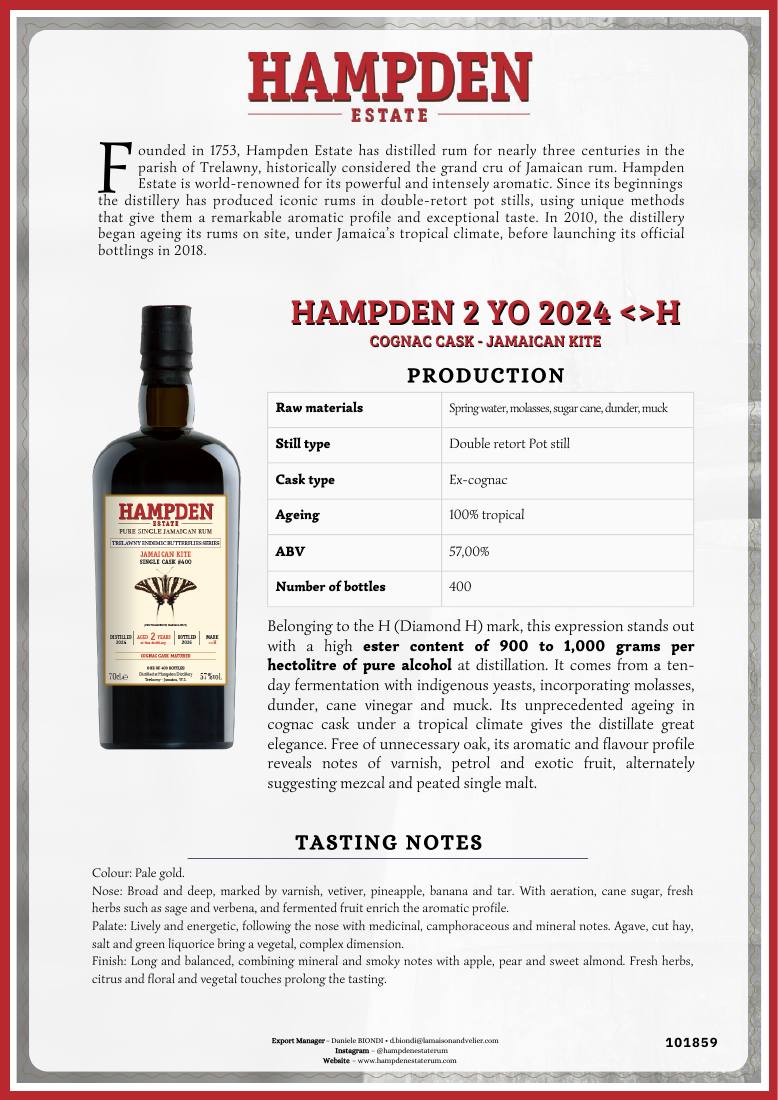 HAMPDEN
ESTATE
Founded in 1753, Hampden Estate has distilled rum for nearly three centuries in the
parish of Trelawny, historically considered the grand cru of Jamaican rum. Hampden
Estate is world-renowned for its powerful and intensely aromatic. Since its beginnings
the distillery has produced iconic rums in double-retort pot stills, using unique methods
that give them a remarkable aromatic profile and exceptional taste. In 2010, the distillery
began ageing its rums on site, under Jamaica's tropical climate, before launching its official
bottlings in 2018.
HAMPDEN 2 YO 2024 <>H
COGNAC CASK - JAMAICAN KITE
PRODUCTION
Raw materials Spring water, molasses, sugar cane, dunder, muck
Still type Double retort Pot still
Cask type Ex-cognac
Ageing 100% tropical
ABV 57,00%
Number of bottles 400
HAMPDEN
ESTATE
PURE SINGLE JAMAICAN RUM
TRELAWNY ENDEMIC BUTTERFLIES SERIES
JAMAICAN KITE
SINGLE CASK #400
DISTILLED AGED 2 YEARS BOTTLED MARK
2024 at the distillery 2026
COGNAC CASK MATURED
ONE OF 400 BOTTLES
70cl.e Distilled at Hampden Distillery 57%vol.
Trelawny - Jamaica, W.I.
Belonging to the H (Diamond H) mark, this expression stands out
with a high ester content of 900 to 1,000 grams per
hectolitre of pure alcohol at distillation. It comes from a ten-
day fermentation with indigenous yeasts, incorporating molasses,
dunder, cane vinegar and muck. Its unprecedented ageing in
cognac cask under a tropical climate gives the distillate great
elegance. Free of unnecessary oak, its aromatic and flavour profile
reveals notes of varnish, petrol and exotic fruit, alternately
suggesting mezcal and peated single malt.
TASTING NOTES
Colour: Pale gold.
Nose: Broad and deep, marked by varnish, vetiver, pineapple, banana and tar. With aeration, cane sugar, fresh
herbs such as sage and verbena, and fermented fruit enrich the aromatic profile.
Palate: Lively and energetic, following the nose with medicinal, camphoraceous and mineral notes. Agave, cut hay,
salt and green liquorice bring a vegetal, complex dimension.
Finish: Long and balanced, combining mineral and smoky notes with apple, pear and sweet almond. Fresh herbs,
citrus and floral and vegetal touches prolong the tasting.
Export Manager – Daniele BIONDI • d.biondi@lamaisonandvelier.com
Instagram – @hampdenestaterum
Website – www.hampdenestaterum.com
101859